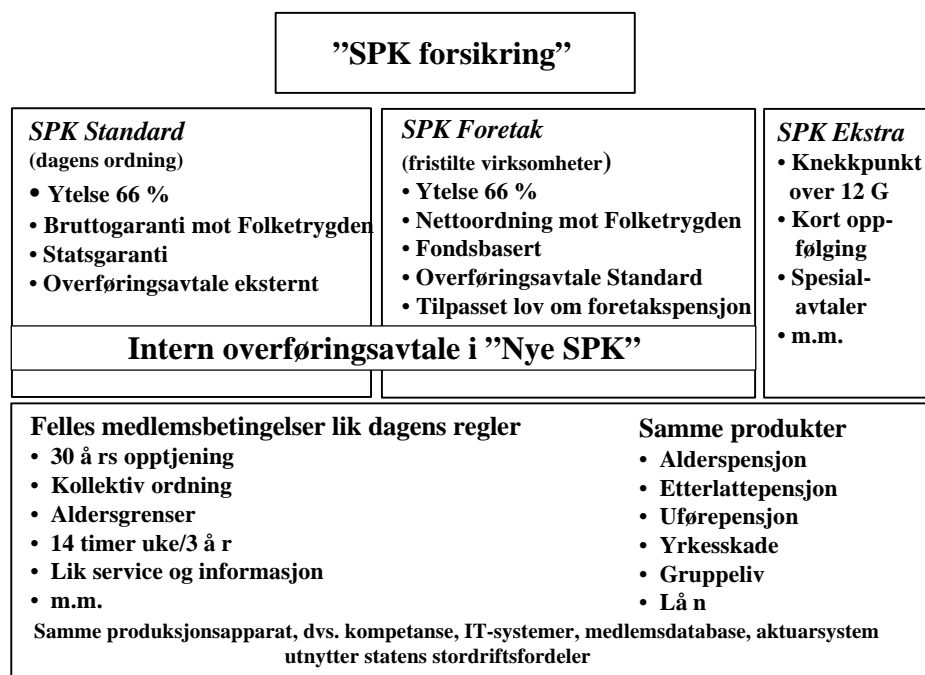 ”SPK forsikring”
SPK Standard
(dagens ordning)
• Ytelse 66 %
• Bruttogaranti mot Folketrygden
• Statsgaranti
• Overføringsavtale eksternt
SPK Foretak
(fristilte virksomheter)
• Ytelse 66 %
• Nettoordning mot Folketrygden
• Fondsbasert
• Overføringsavtale Standard
• Tilpasset lov om foretakspensjon
SPK Ekstra
• Knekkpunkt
over 12 G
• Kort opp-
følging
• Spesial-
avtaler
• m.m.
Intern overføringsavtale i ”Nye SPK”
Felles medlemsbetingelser lik dagens regler
• 30 å rs opptjening
• Kollektiv ordning
• Aldersgrenser
• 14 timer uke/3 å r
• Lik service og informasjon
• m.m.
Samme produkter
• Alderspensjon
• Etterlattepensjon
• Uførepensjon
• Yrkesskade
• Gruppeliv
• Lå n
Samme produksjonsapparat, dvs. kompetanse, IT-systemer, medlemsdatabase, aktuarsystem
utnytter statens stordriftsfordeler